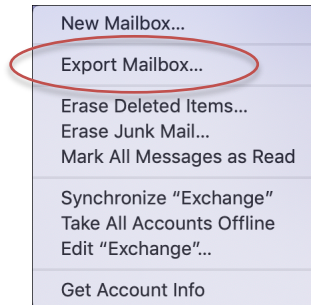 New Mailbox...
Export Mailbox...
Erase Deleted Items...
Erase Junk Mail...
Mark All Messages as Read
Synchronize “Exchange”
Take All Accounts Offline
Edit “Exchange”...
Get Account Info